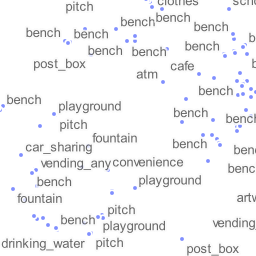 clothes
pitch
bench
bench
bench
bench
bench
bench
bench
bench
cafe
post_box
atm
bench
bench
playground
bench
bench
pitch
fountain
bench
car_sharing
vending_any
convenience
bench
bench
playground
fountain
pitch
bench
playground
vending
drinking_water
pitch
post_box